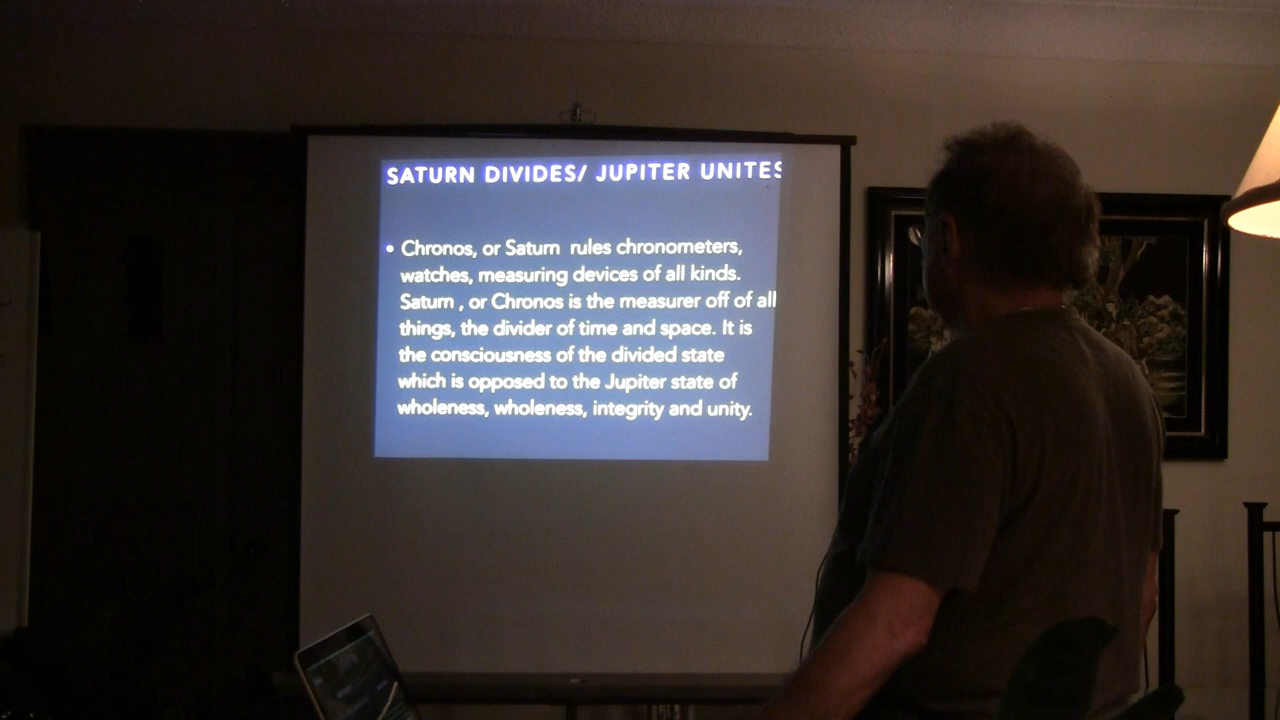 SATURN DIVIDES/ JUPITER UNITES
• Chronos, or Saturn rules chronometers,
watches, measuring devices of all kinds.
Saturn , or Chronos is the measurer off of all
things, the divider of time and space. It is
the consciousness of the divided state
which is opposed to the Jupiter state of
wholeness, wholeness, integrity and unity.